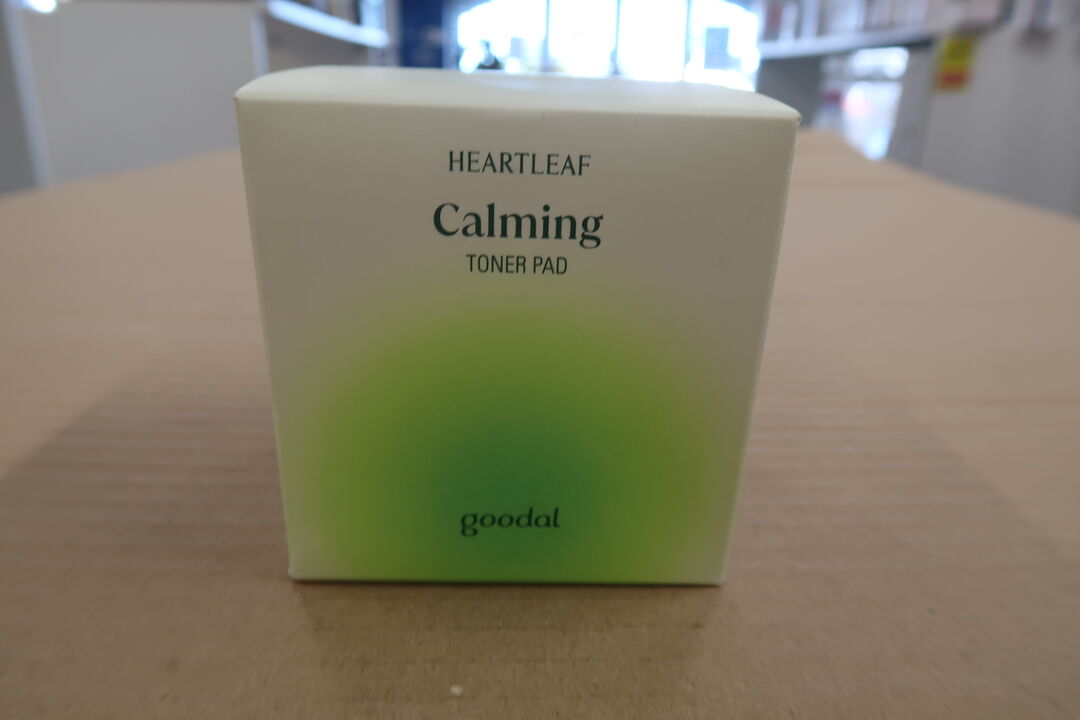 HEARTLEAF
Calming
TONER PAD
goodal